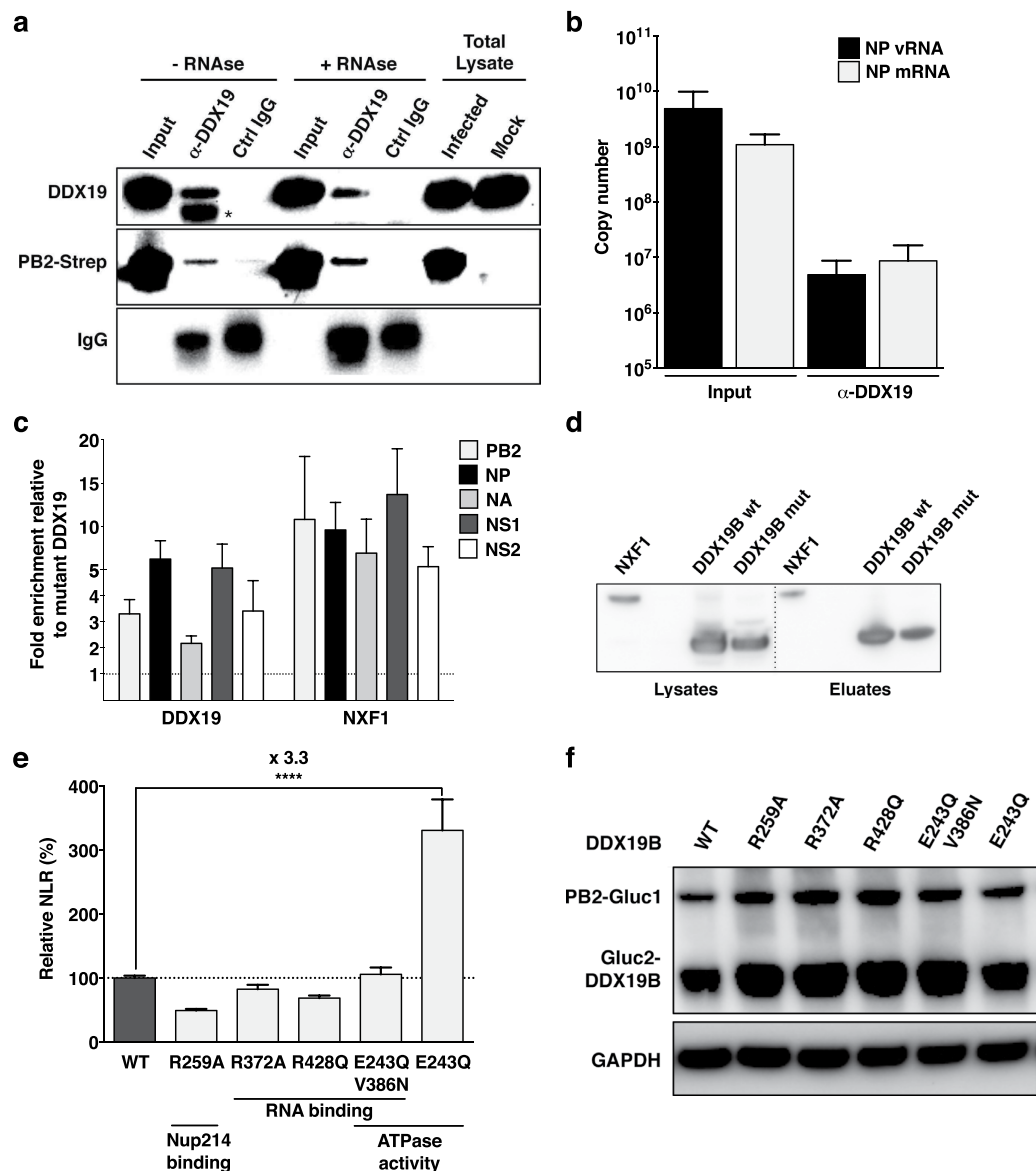 a
- RNAse
+ RNAse
Total
Lysate
Input
α-DDX19
Ctrl IgG
Input
α-DDX19
Ctrl IgG
Infected
Mock
DDX19
*
PB2-Strep
IgG
b
10¹¹
10¹⁰
10⁹
10⁸
10⁷
10⁶
10⁵
Copy number
NP vRNA
NP mRNA
Input
α-DDX19
c
Fold enrichment relative
to mutant DDX19
20
15
10
5
4
3
2
1
PB2
NP
NA
NS1
NS2
DDX19
NXF1
d
NXF1
DDX19B wt
DDX19B mut
NXF1
DDX19B wt
DDX19B mut
Lysates
Eluates
e
x 3.3
****
Relative NLR (%)
400
300
200
100
0
WT
R259A
R372A
R428Q
E243Q
V386N
E243Q
RNA binding
Nup214
binding
ATPase
activity
f
DDX19B
WT
R259A
R372A
R428Q
E243Q
V386N
E243Q
PB2-Gluc1
Gluc2-
DDX19B
GAPDH